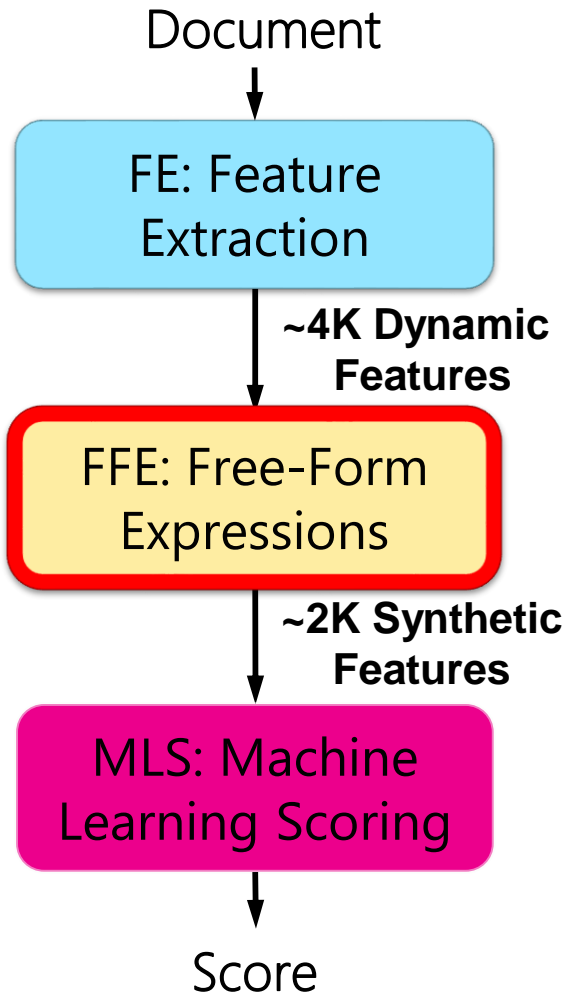 Document
FE: Feature
Extraction
~4K Dynamic
Features
FFE: Free-Form
Expressions
~2K Synthetic
Features
MLS: Machine
Learning Scoring
Score